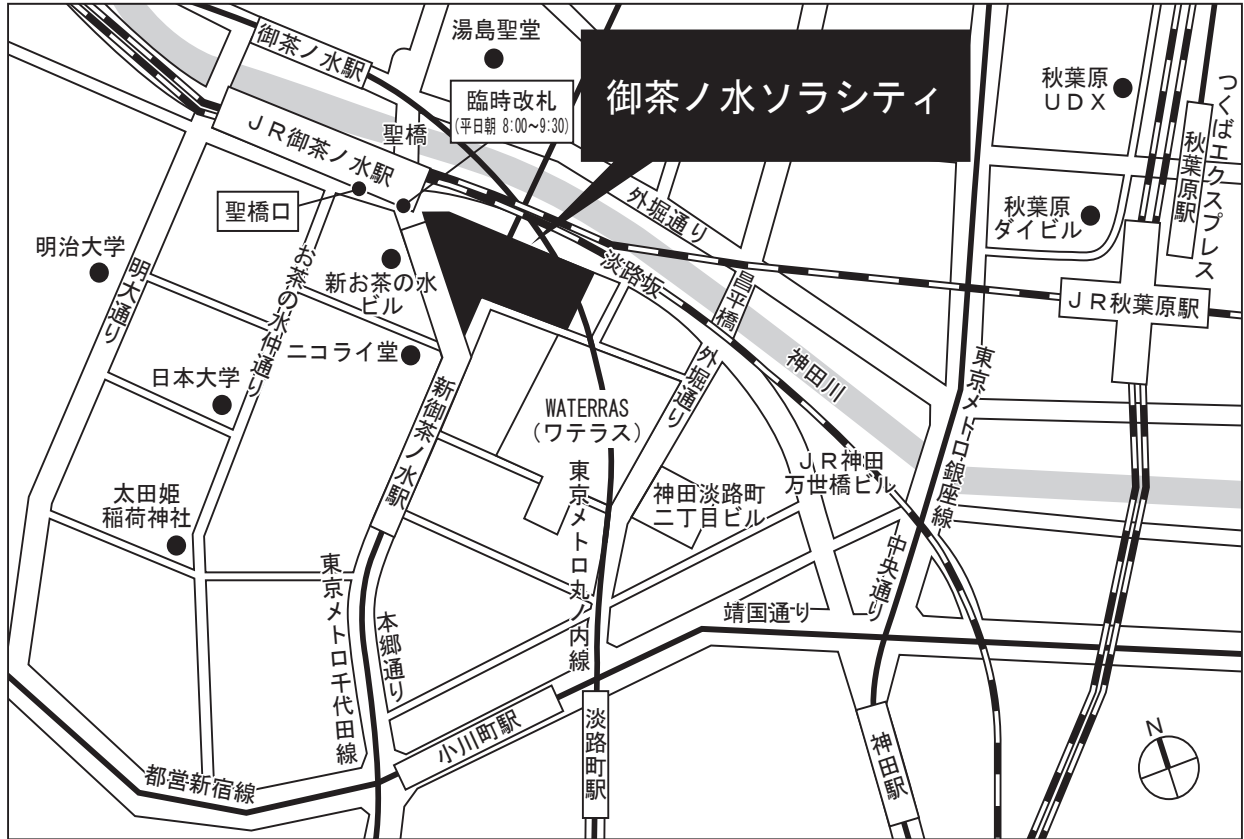 御茶ノ水駅
湯島聖堂
御茶ノ水ソラシティ
臨時改札
(平日朝 8:00〜9:30)
秋葉原
ＵＤＸ
つくばエクスプレス
秋葉原駅
聖橋
ＪＲ御茶ノ水駅
聖橋口
外堀通り
秋葉原
ダイビル
明治大学
明大通り
お茶の水仲通り
新お茶の水
ビル
淡路坂
昌平橋
ＪＲ秋葉原駅
ニコライ堂
神田川
外堀通り
東京メトロ銀座線
日本大学
新御茶ノ水駅
WATERRAS
（ワテラス）
ＪＲ神田
万世橋ビル
太田姫
稲荷神社
東京メトロ丸ノ内線
神田淡路町
二丁目ビル
中央通り
東京メトロ千代田線
本郷通り
靖国通り
小川町駅
淡路町駅
神田駅
都営新宿線
N